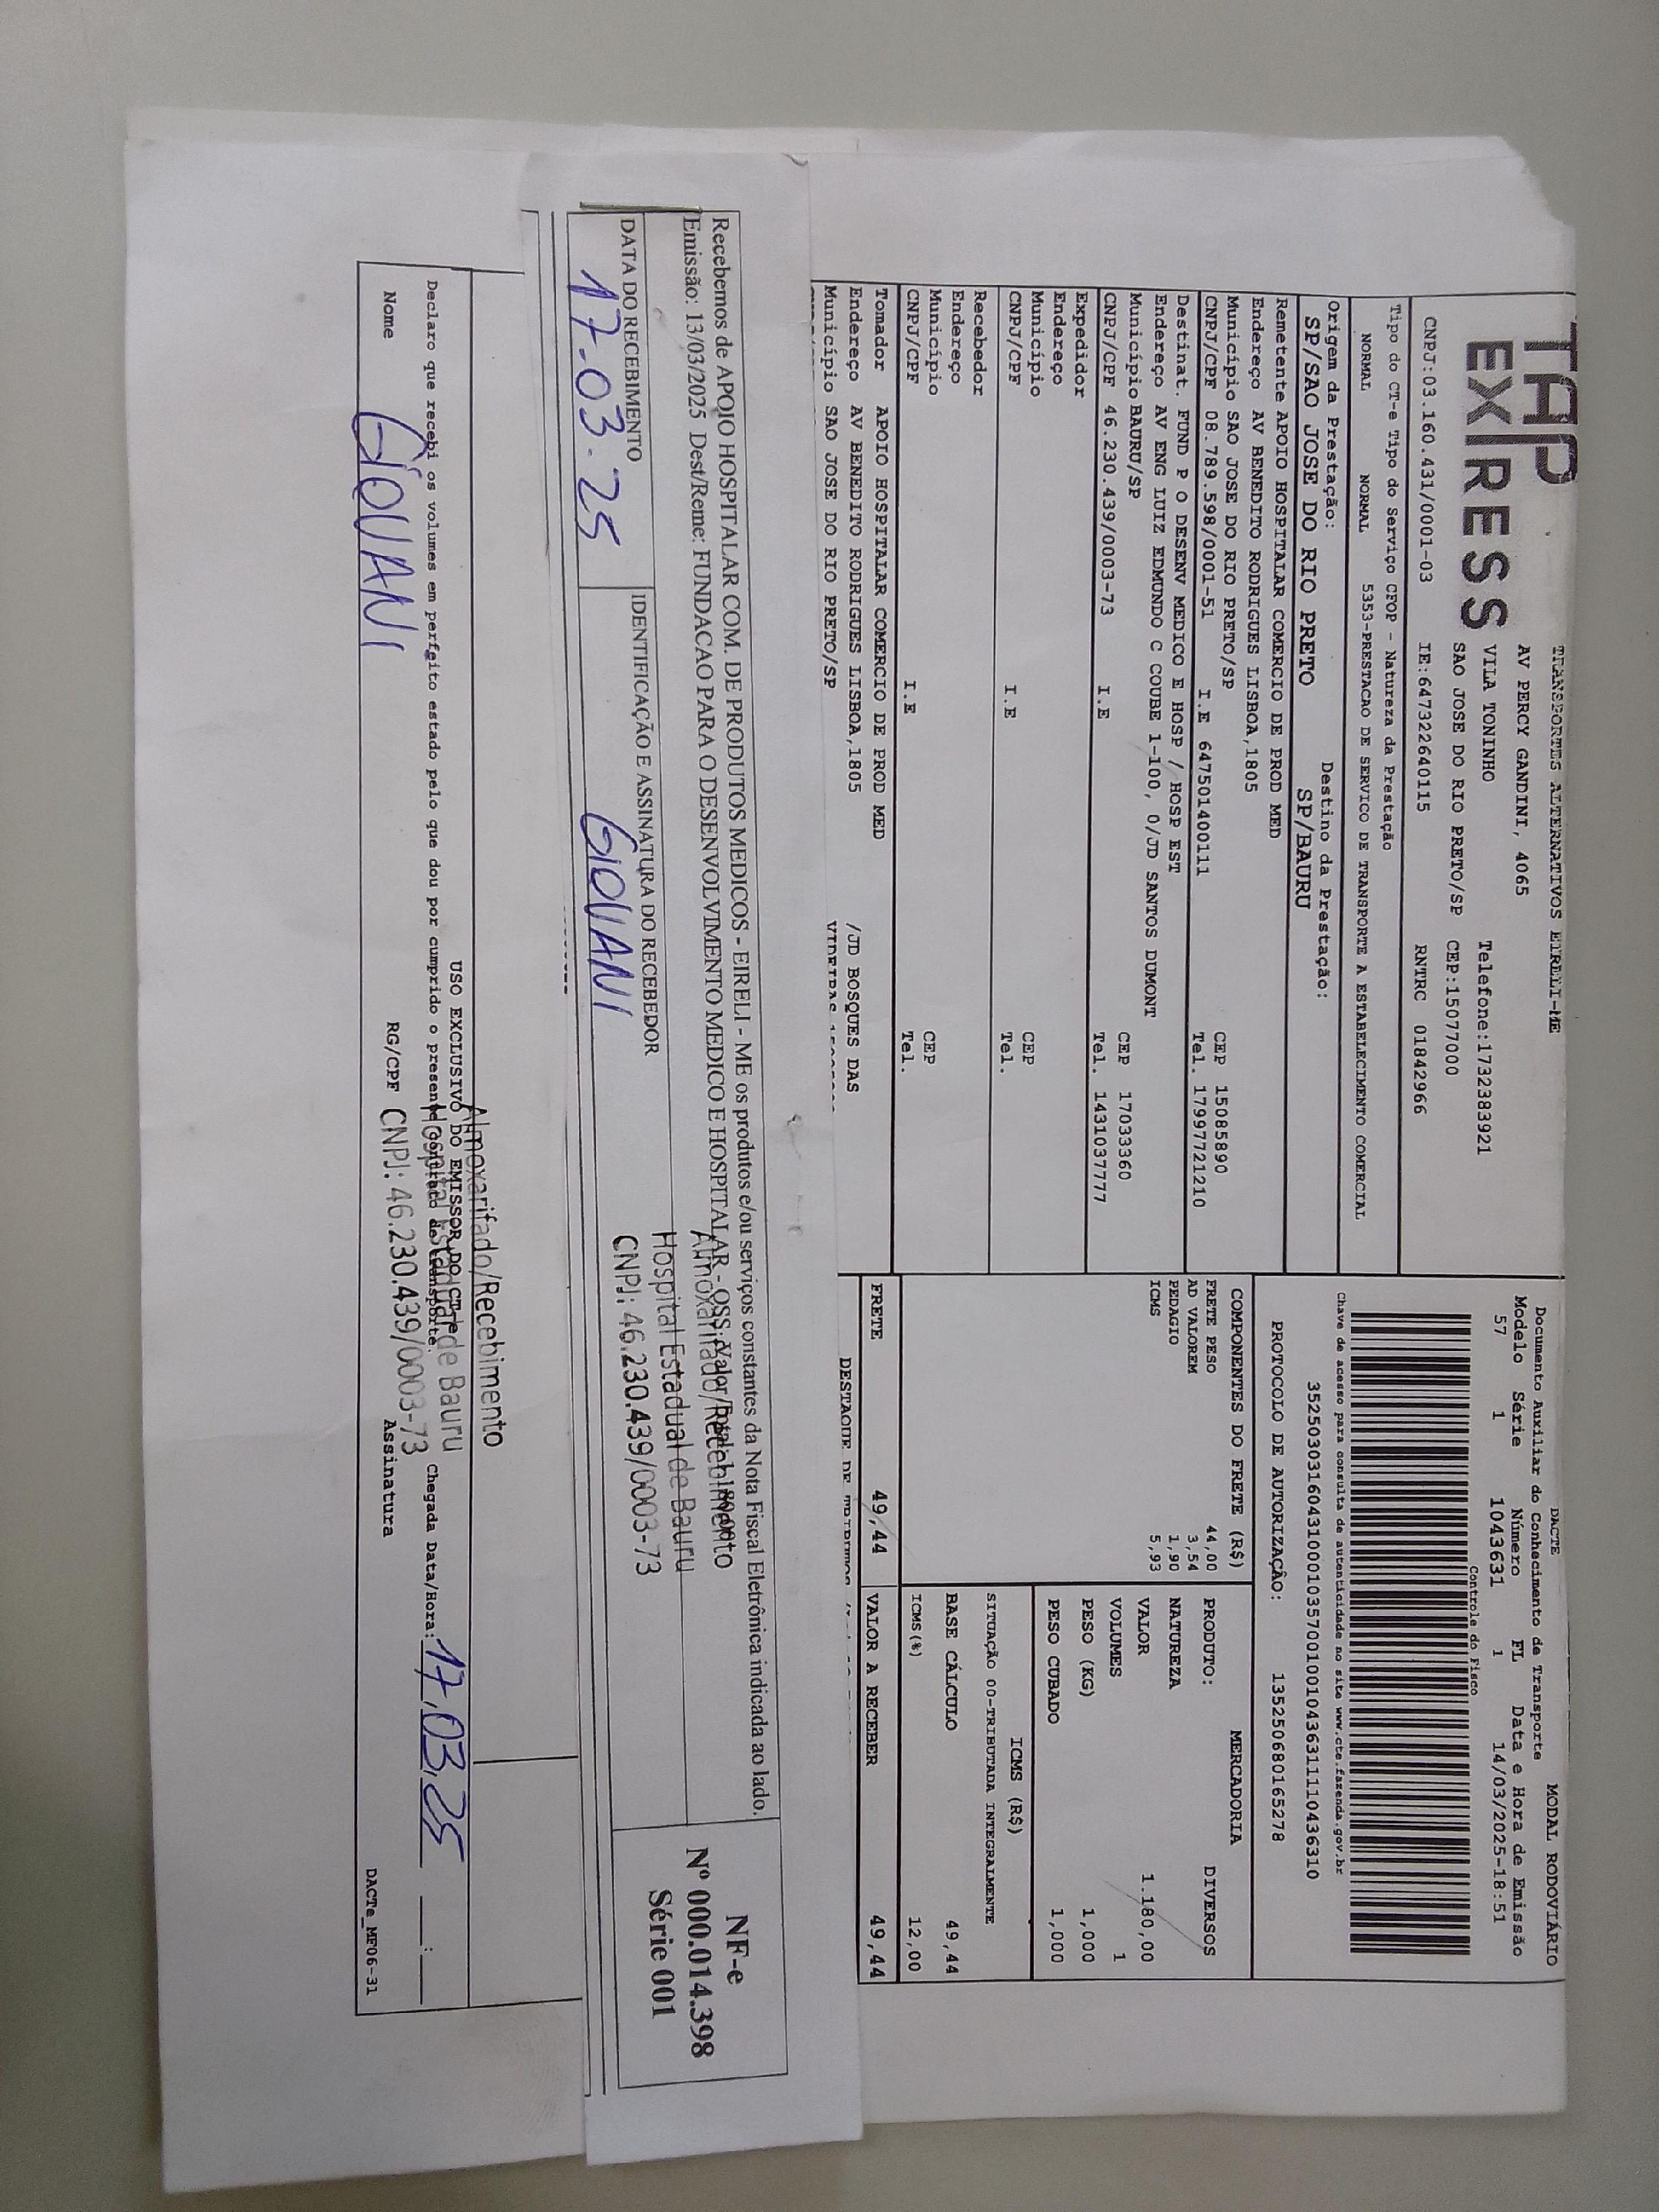 TAP
EXPRESS
TRANSPORTES ALTERNATIVOS EIRELI-ME
AV PERCY GANDINI, 4065
VILA TONINHO Telefone:1732383921
SAO JOSE DO RIO PRETO/SP CEP:15077000
CNPJ:03.160.431/0001-03 IE:647322640115 RNTRC 01842966
Tipo do CT-e Tipo do Serviço CFOP - Natureza da Prestação
NORMAL NORMAL 5353-PRESTACAO DE SERVICO DE TRANSPORTE A ESTABELECIMENTO COMERCIAL
Origem da Prestação: Destino da Prestação:
SP/SAO JOSE DO RIO PRETO SP/BAURU
Remetente APOIO HOSPITALAR COMERCIO DE PROD MED
Endereço AV BENEDITO RODRIGUES LISBOA,1805
Município SAO JOSE DO RIO PRETO/SP CEP 15085890
CNPJ/CPF 08.789.598/0001-51 I.E 647501400111 Tel. 17997721210
Destinat. FUND P O DESENV MEDICO E HOSP / HOSP EST
Endereço AV ENG LUIZ EDMUNDO C COUBE 1-100, 0/JD SANTOS DUMONT
Município BAURU/SP CEP 17033360
CNPJ/CPF 46.230.439/0003-73 I.E Tel. 1431037777
Expedidor
Endereço
Município CEP
CNPJ/CPF I.E Tel.
Recebedor
Endereço
Município CEP
CNPJ/CPF I.E Tel.
Tomador APOIO HOSPITALAR COMERCIO DE PROD MED
Endereço AV BENEDITO RODRIGUES LISBOA,1805 /JD BOSQUES DAS
Município SAO JOSE DO RIO PRETO/SP VIDEIRAS
DACTE MODAL RODOVIÁRIO
Documento Auxiliar do Conhecimento de Transporte
Modelo Série Número FL Data e Hora de Emissão
57 1 1043631 1 14/03/2025-18:51
Controle do Fisco
Chave de acesso para consulta de autenticidade no site www.cte.fazenda.gov.br
35250303160431000103570010010436311110436310
PROTOCOLO DE AUTORIZAÇÃO: 135250680165278
COMPONENTES DO FRETE (R$)
FRETE PESO 44,00
AD VALOREM 3,54
PEDAGIO 1,90
ICMS 5,93
MERCADORIA
PRODUTO: DIVERSOS
NATUREZA
VALOR 1.180,00
VOLUMES 1
PESO (KG) 1,000
PESO CUBADO 1,000
ICMS (R$)
SITUAÇÃO 00-TRIBUTADA INTEGRALMENTE
BASE CÁLCULO 49,44
ICMS(%) 12,00
FRETE 49,44 VALOR A RECEBER 49,44
DESTAQUE DE TRIBUTOS
Recebemos de APOIO HOSPITALAR COM. DE PRODUTOS MEDICOS - EIRELI - ME os produtos e/ou serviços constantes da Nota Fiscal Eletrônica indicada ao lado.
Emissão: 13/03/2025 Dest/Reme: FUNDACAO PARA O DESENVOLVIMENTO MEDICO E HOSPITALAR - OSS Valor
DATA DO RECEBIMENTO IDENTIFICAÇÃO E ASSINATURA DO RECEBEDOR
17-03-25 GIOVANI
Almoxarifado/Recebimento
Hospital Estadual de Bauru
CNPJ: 46.230.439/0003-73
NF-e
Nº 000.014.398
Série 001
Almoxarifado/Recebimento
Hospital Estadual de Bauru
CNPJ: 46.230.439/0003-73
USO EXCLUSIVO DO EMISSOR DO CT-e
Declaro que recebi os volumes em perfeito estado pelo que dou por cumprido o presente contrato de transporte. Chegada Data/Hora: 17,03,25 __:__
Nome GIOVANI RG/CPF Assinatura
DACTe_MF06-31